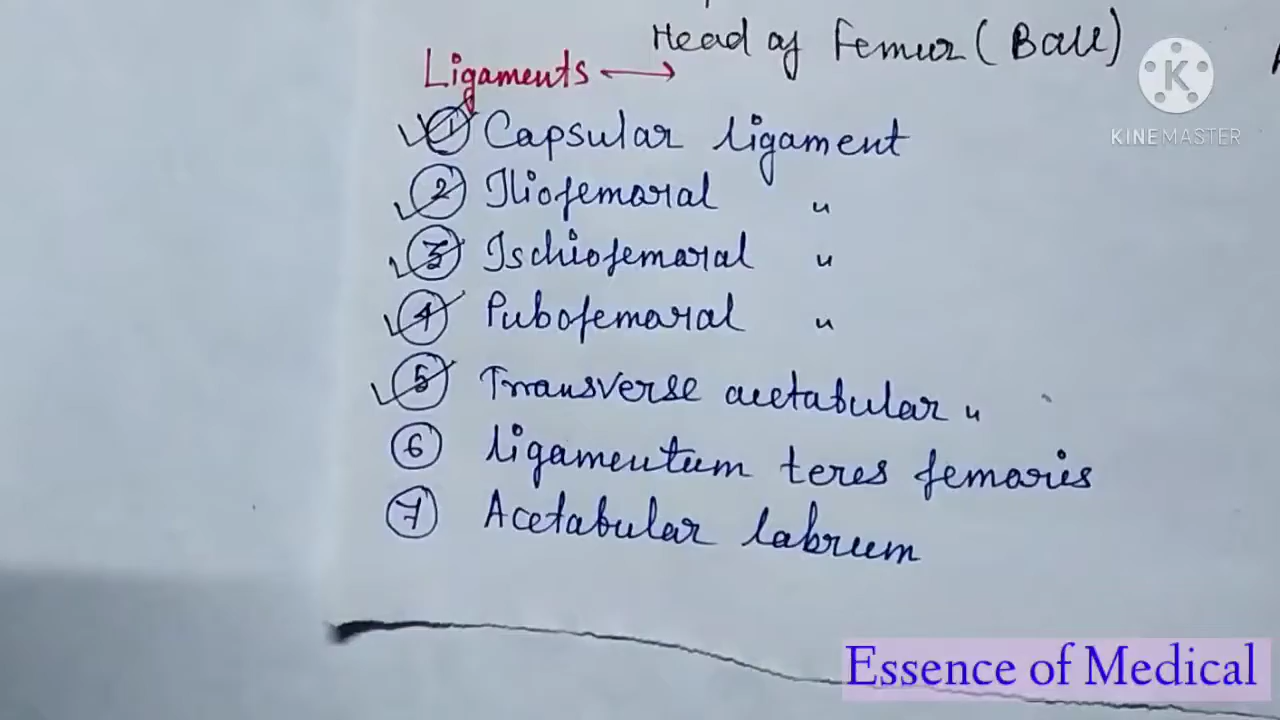 Head of Femur (Ball)
Ligaments →
K
KINEMASTER
① Capsular ligament
② Iliofemoral "
③ Ischiofemoral "
④ Pubofemoral "
⑤ Transverse acetabular "
⑥ ligamentum teres femoris
⑦ Acetabular labrum
Essence of Medical